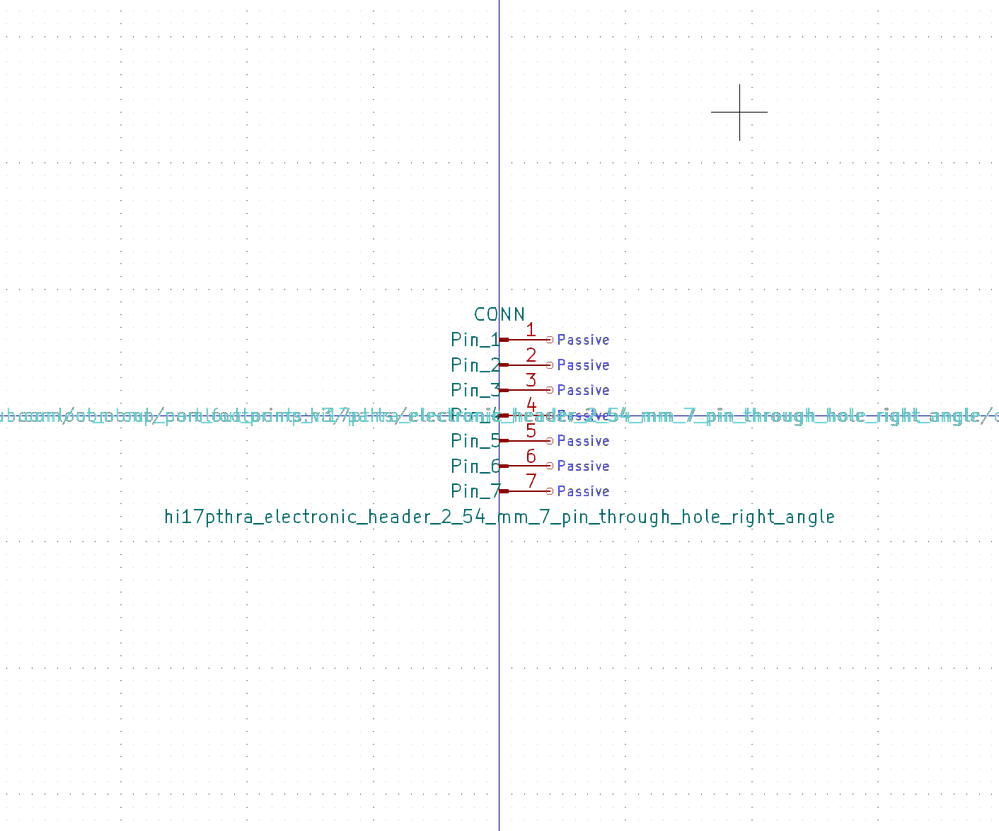 CONN
Pin_1 1 Passive
Pin_2 2 Passive
Pin_3 3 Passive
4
Pin_5 5 Passive
Pin_6 6 Passive
Pin_7 7 Passive
hi17pthra_electronic_header_2_54_mm_7_pin_through_hole_right_angle